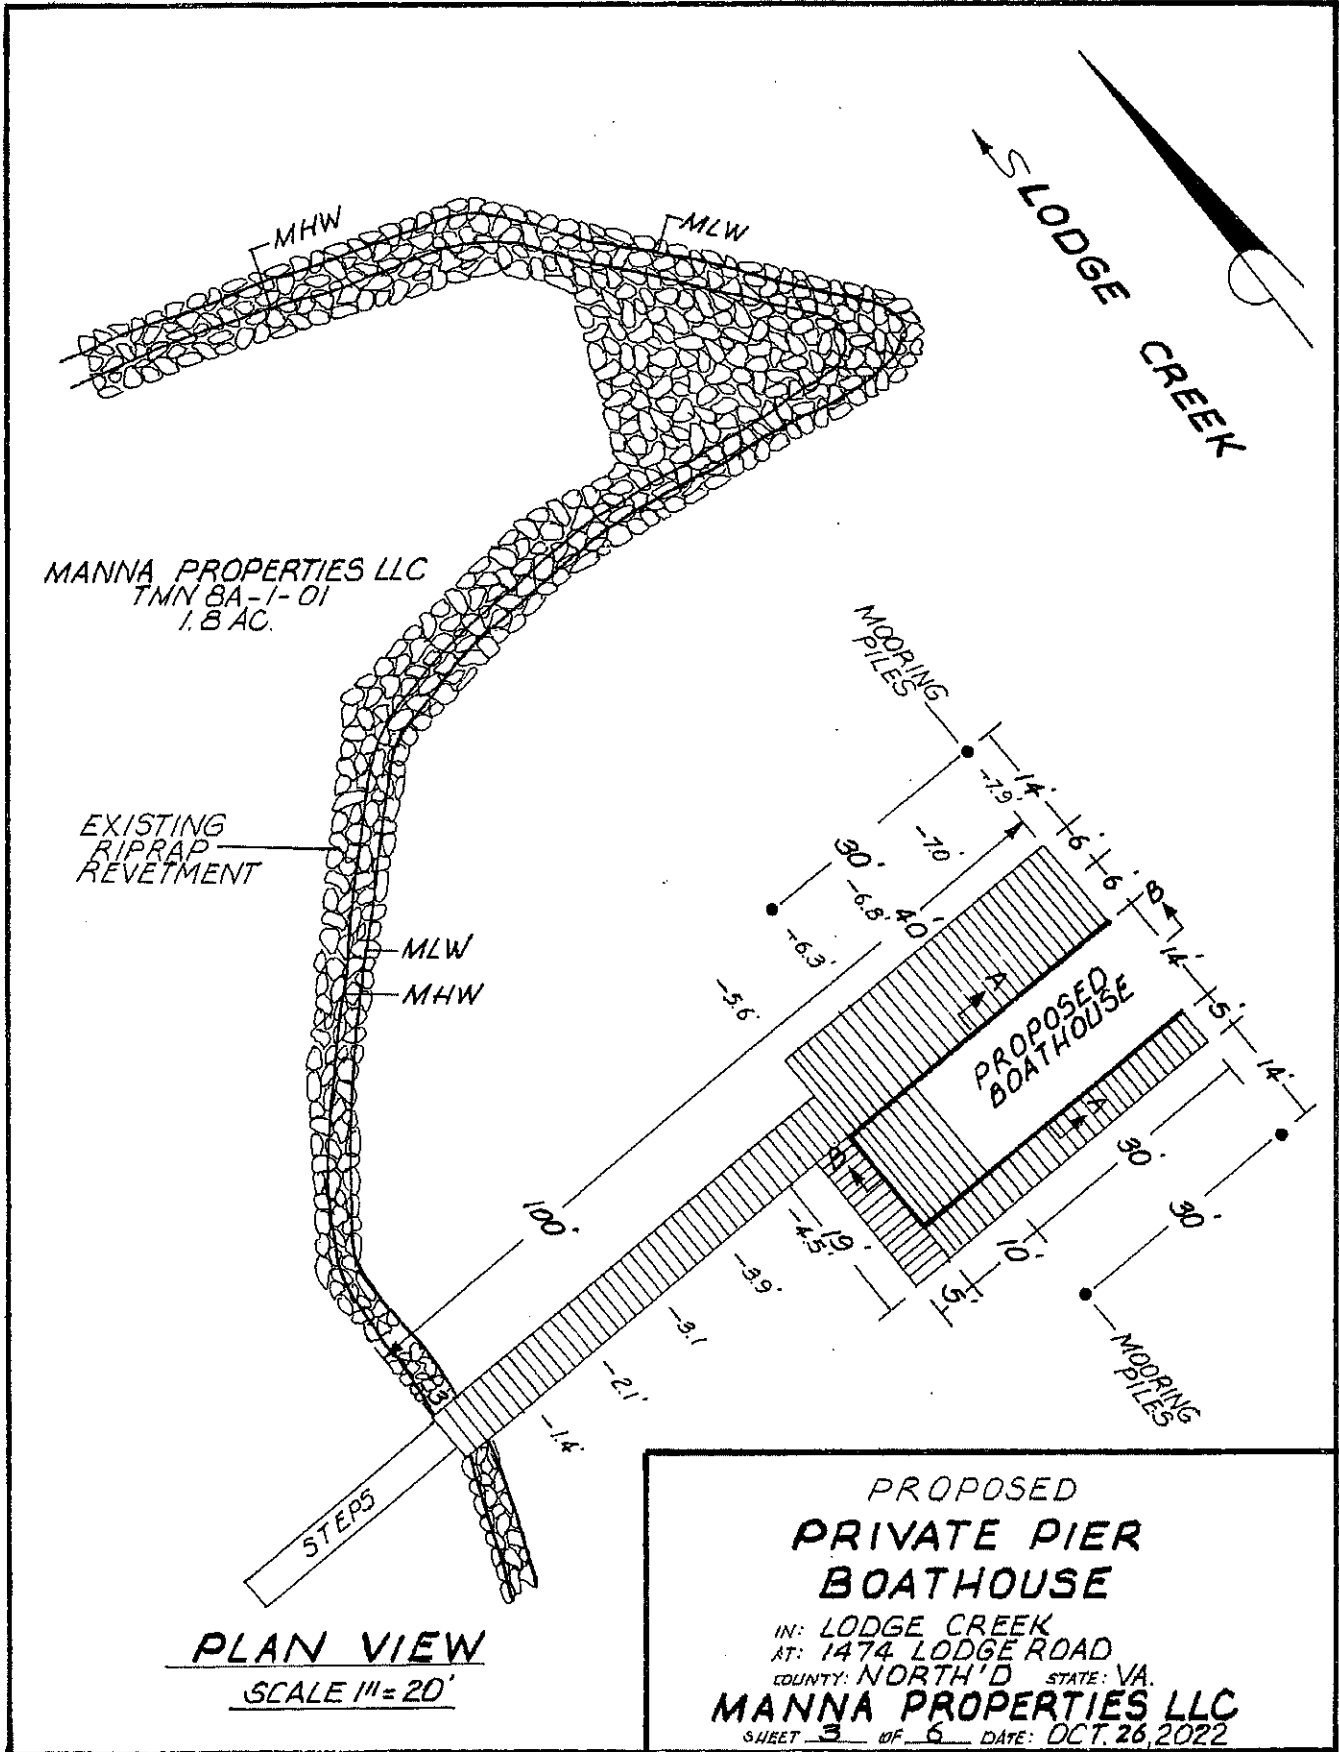 MHW
MLW
LODGE CREEK
MANNA PROPERTIES LLC
TMN 8A-1-01
1.8 AC.
MOORING
PILES
EXISTING
RIPRAP
REVETMENT
MLW
MHW
14'
6'
6'
B
14'
5'
14'
30'
40'
-7.9'
-7.0'
-6.8'
-6.3'
-5.6'
A
PROPOSED
BOATHOUSE
A
B
100'
30'
30'
19'
10'
5'
-4.5'
-3.9'
-3.1
-2.1'
-1.4'
3'
MOORING
PILES
STEPS
PLAN VIEW
SCALE 1"=20'
PROPOSED
PRIVATE PIER
BOATHOUSE
IN: LODGE CREEK
AT: 1474 LODGE ROAD
COUNTY: NORTH'D STATE: VA.
MANNA PROPERTIES LLC
SHEET 3 OF 6 DATE: OCT. 26, 2022